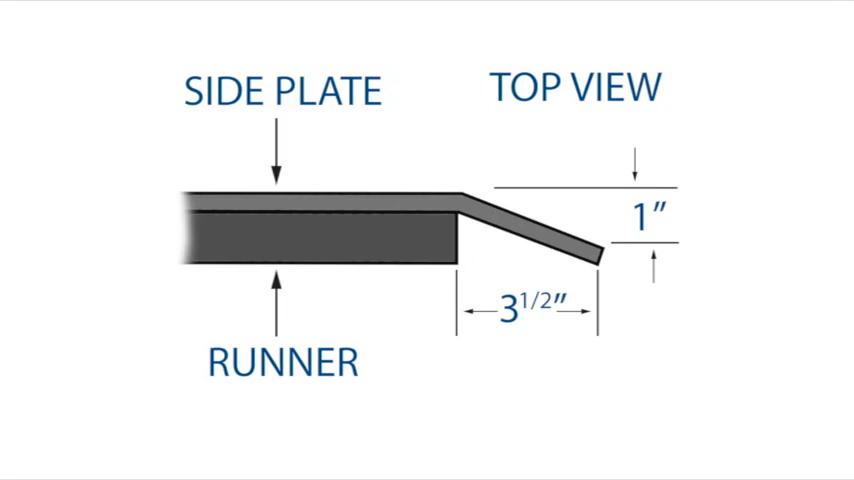 SIDE PLATE
TOP VIEW
1”
3 1/2”
RUNNER